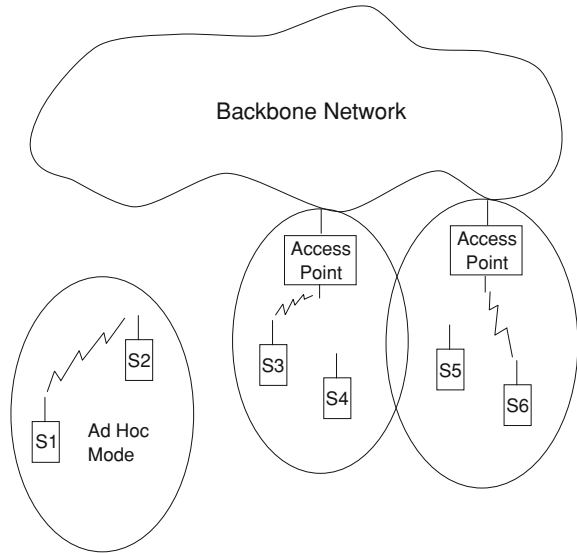 Backbone Network
Access
Point
Access
Point
S2
S3
S5
S4
S6
S1
Ad Hoc
Mode